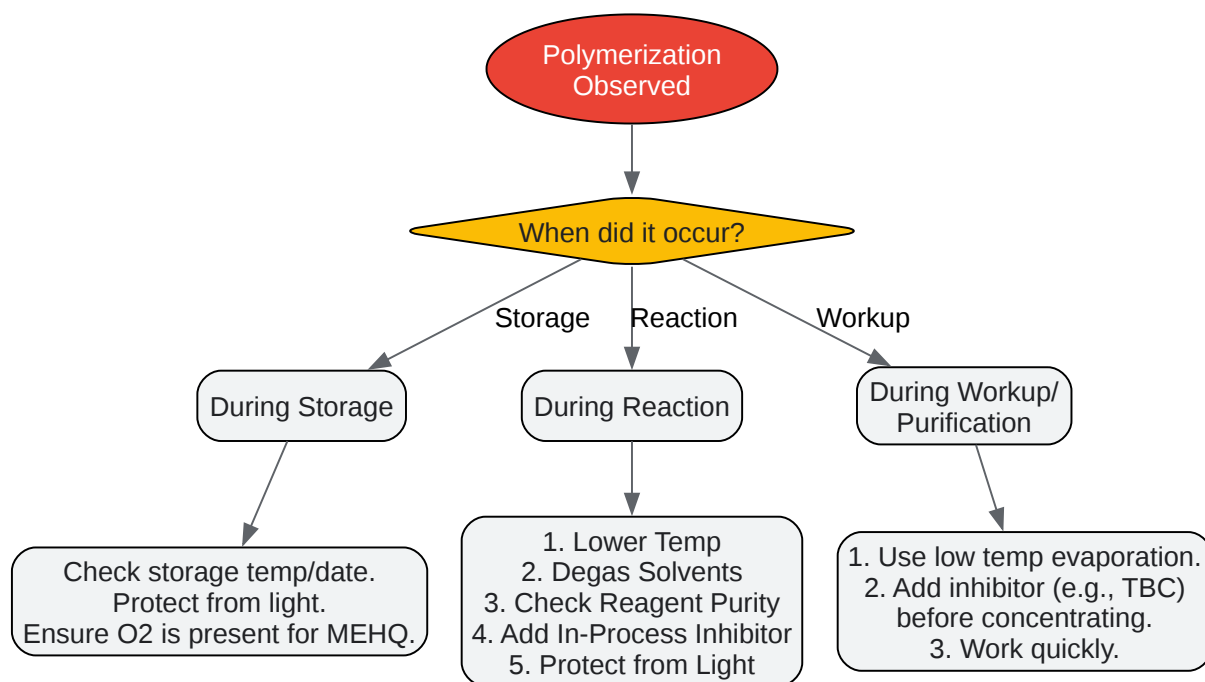 Polymerization
Observed
When did it occur?
Storage
Reaction
Workup
During Storage
During Reaction
During Workup/
Purification
Check storage temp/date.
Protect from light.
Ensure O2 is present for MEHQ.
1. Lower Temp
2. Degas Solvents
3. Check Reagent Purity
4. Add In-Process Inhibitor
5. Protect from Light
1. Use low temp evaporation.
2. Add inhibitor (e.g., TBC)
before concentrating.
3. Work quickly.